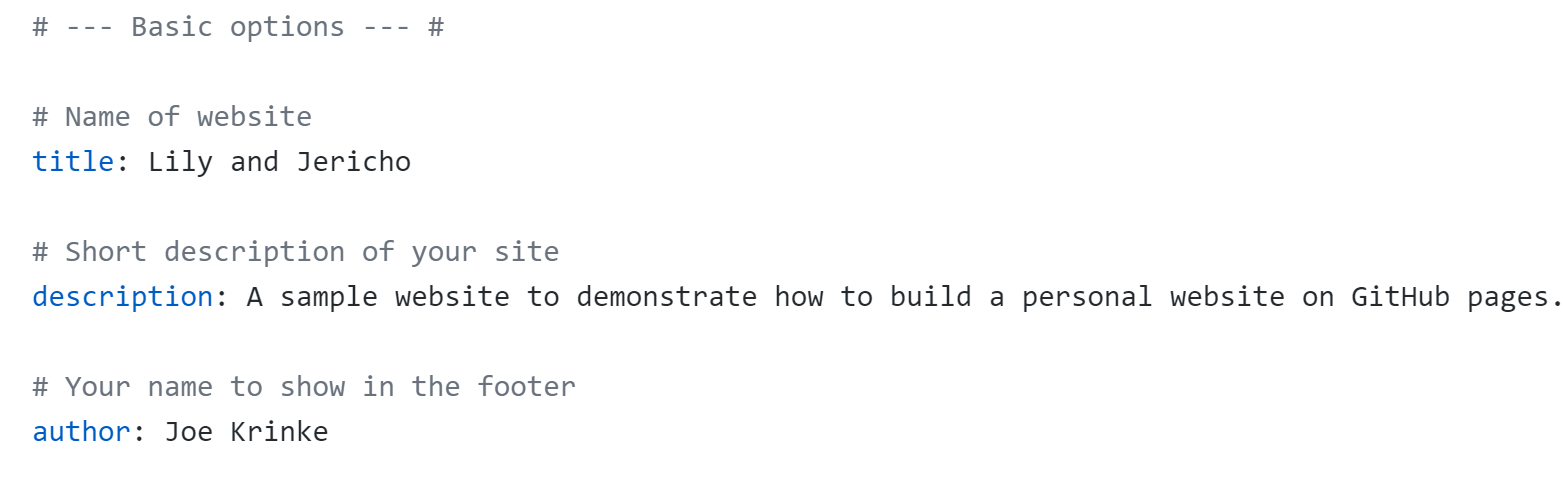 # --- Basic options --- #
# Name of website
title: Lily and Jericho
# Short description of your site
description: A sample website to demonstrate how to build a personal website on GitHub pages.
# Your name to show in the footer
author: Joe Krinke